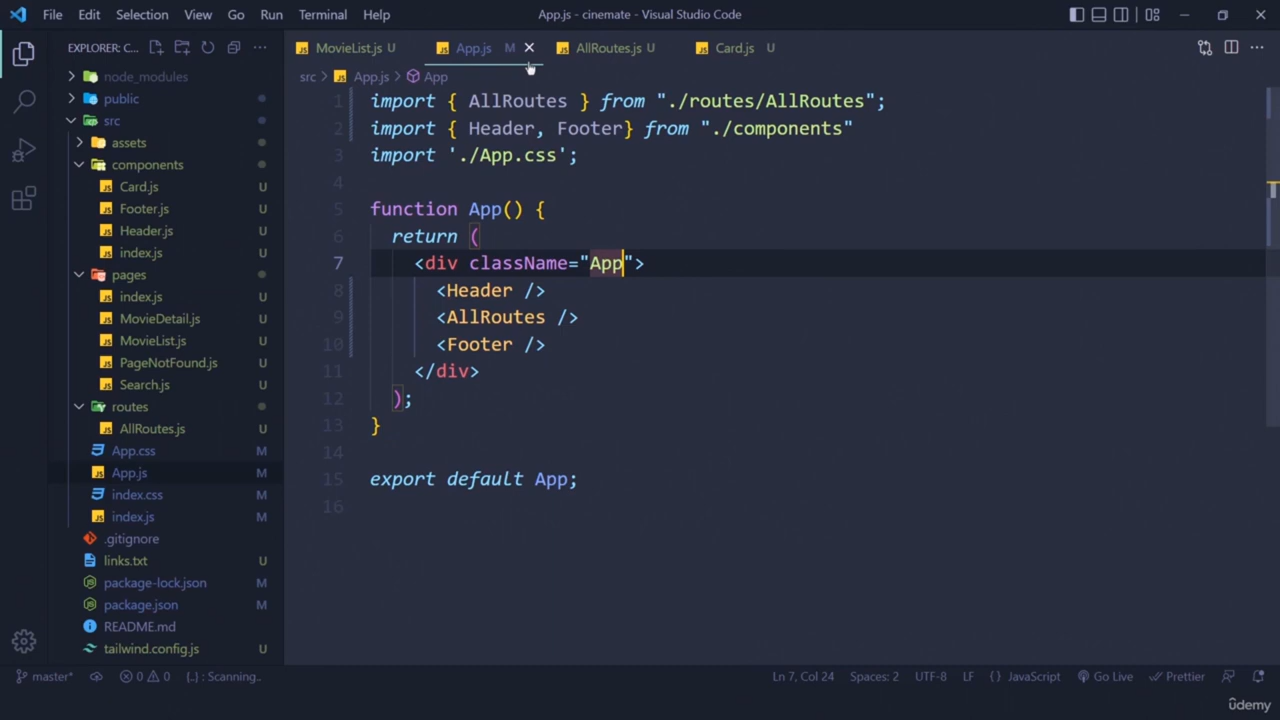 File Edit Selection View Go Run Terminal Help App.js - cinemate - Visual Studio Code
EXPLORER: C...
MovieList.js U App.js M AllRoutes.js U Card.js U
src > App.js > App
node_modules
public
src
assets
components
Card.js U
Footer.js U
Header.js U
index.js U
pages
index.js U
MovieDetail.js U
MovieList.js U
PageNotFound.js U
Search.js U
routes
AllRoutes.js U
App.css M
App.js M
index.css M
index.js M
.gitignore
links.txt U
package-lock.json M
package.json M
README.md
tailwind.config.js U
1 import { AllRoutes } from "./routes/AllRoutes";
2 import { Header, Footer} from "./components"
3 import './App.css';
4
5 function App() {
6 return (
7 <div className="App">
8 <Header />
9 <AllRoutes />
10 <Footer />
11 </div>
12 );
13 }
14
15 export default App;
16
master* 0 0 {..} : Scanning.. Ln 7, Col 24 Spaces: 2 UTF-8 LF { } JavaScript Go Live Prettier
ûdemy